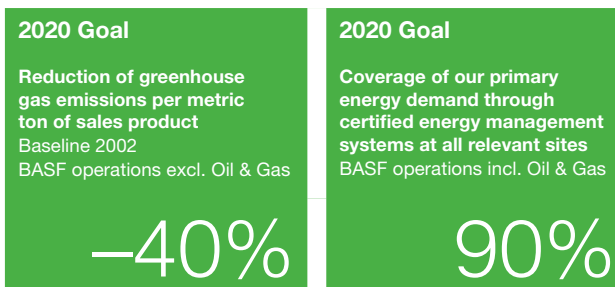 2020 Goal
Reduction of greenhouse
gas emissions per metric
ton of sales product
Baseline 2002
BASF operations excl. Oil & Gas
–40%
2020 Goal
Coverage of our primary
energy demand through
certified energy management
systems at all relevant sites
BASF operations incl. Oil & Gas
90%